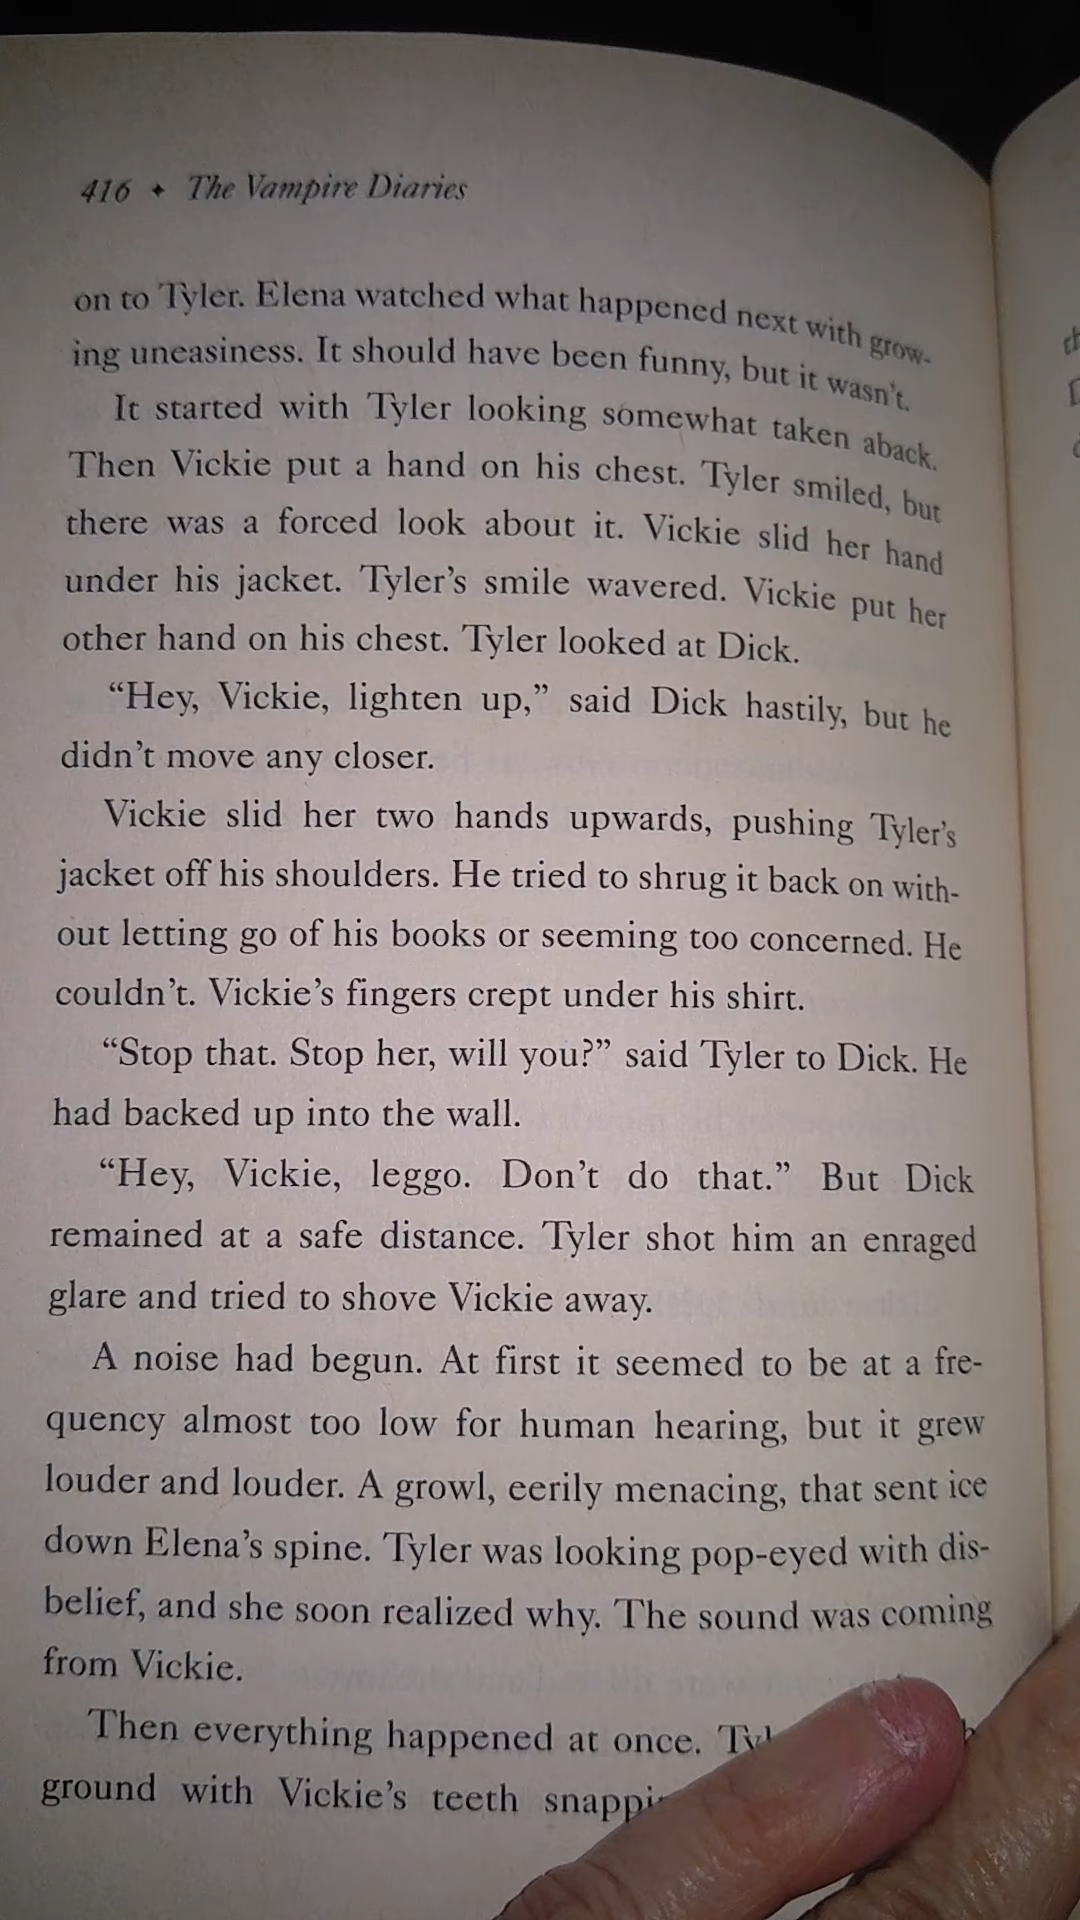 416 ✦ The Vampire Diaries
on to Tyler. Elena watched what happened next with grow-
ing uneasiness. It should have been funny, but it wasn't.
It started with Tyler looking somewhat taken aback.
Then Vickie put a hand on his chest. Tyler smiled, but
there was a forced look about it. Vickie slid her hand
under his jacket. Tyler's smile wavered. Vickie put her
other hand on his chest. Tyler looked at Dick.
“Hey, Vickie, lighten up,” said Dick hastily, but he
didn't move any closer.
Vickie slid her two hands upwards, pushing Tyler's
jacket off his shoulders. He tried to shrug it back on with-
out letting go of his books or seeming too concerned. He
couldn't. Vickie's fingers crept under his shirt.
“Stop that. Stop her, will you?” said Tyler to Dick. He
had backed up into the wall.
“Hey, Vickie, leggo. Don't do that.” But Dick
remained at a safe distance. Tyler shot him an enraged
glare and tried to shove Vickie away.
A noise had begun. At first it seemed to be at a fre-
quency almost too low for human hearing, but it grew
louder and louder. A growl, eerily menacing, that sent ice
down Elena's spine. Tyler was looking pop-eyed with dis-
belief, and she soon realized why. The sound was coming
from Vickie.
Then everything happened at once.
ground with Vickie's teeth